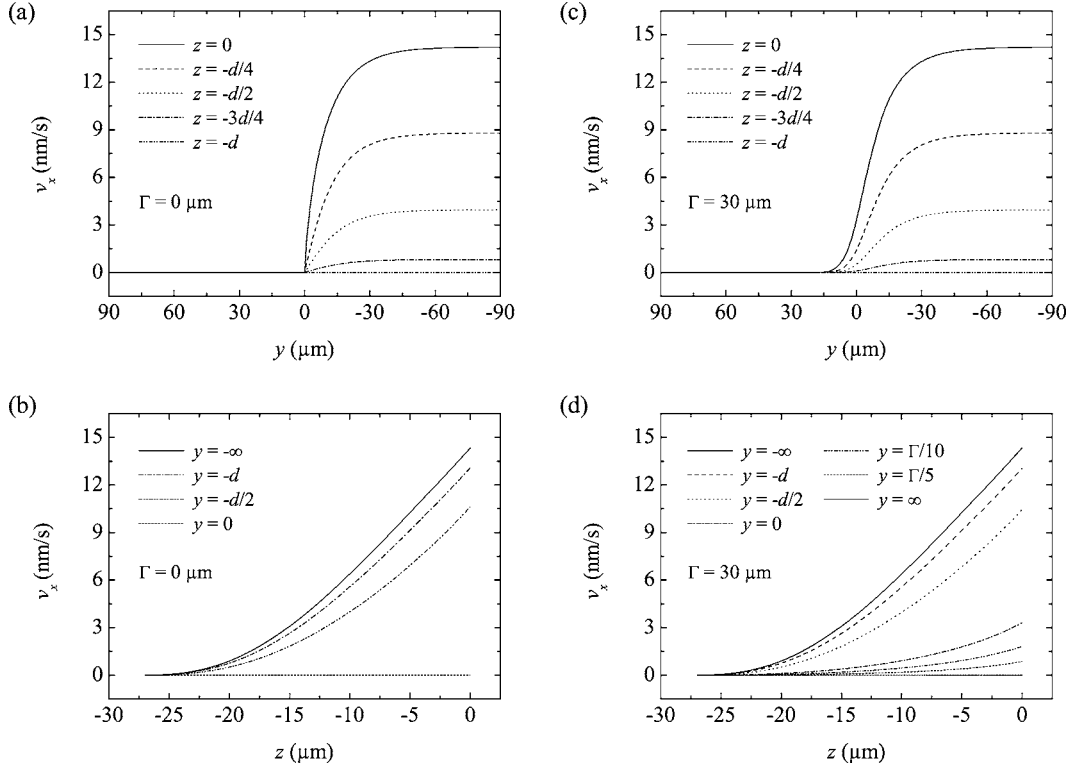 (a)
15
12
9
6
3
0
v_x (nm/s)
z = 0
z = -d/4
z = -d/2
z = -3d/4
z = -d
Γ = 0 µm
90 60 30 0 -30 -60 -90
y (µm)
(c)
15
12
9
6
3
0
v_x (nm/s)
z = 0
z = -d/4
z = -d/2
z = -3d/4
z = -d
Γ = 30 µm
90 60 30 0 -30 -60 -90
y (µm)
(b)
15
12
9
6
3
0
v_x (nm/s)
y = -∞
y = -d
y = -d/2
y = 0
Γ = 0 µm
-30 -25 -20 -15 -10 -5 0
z (µm)
(d)
15
12
9
6
3
0
v_x (nm/s)
y = -∞
y = -d
y = -d/2
y = 0
y = Γ/10
y = Γ/5
y = ∞
Γ = 30 µm
-30 -25 -20 -15 -10 -5 0
z (µm)